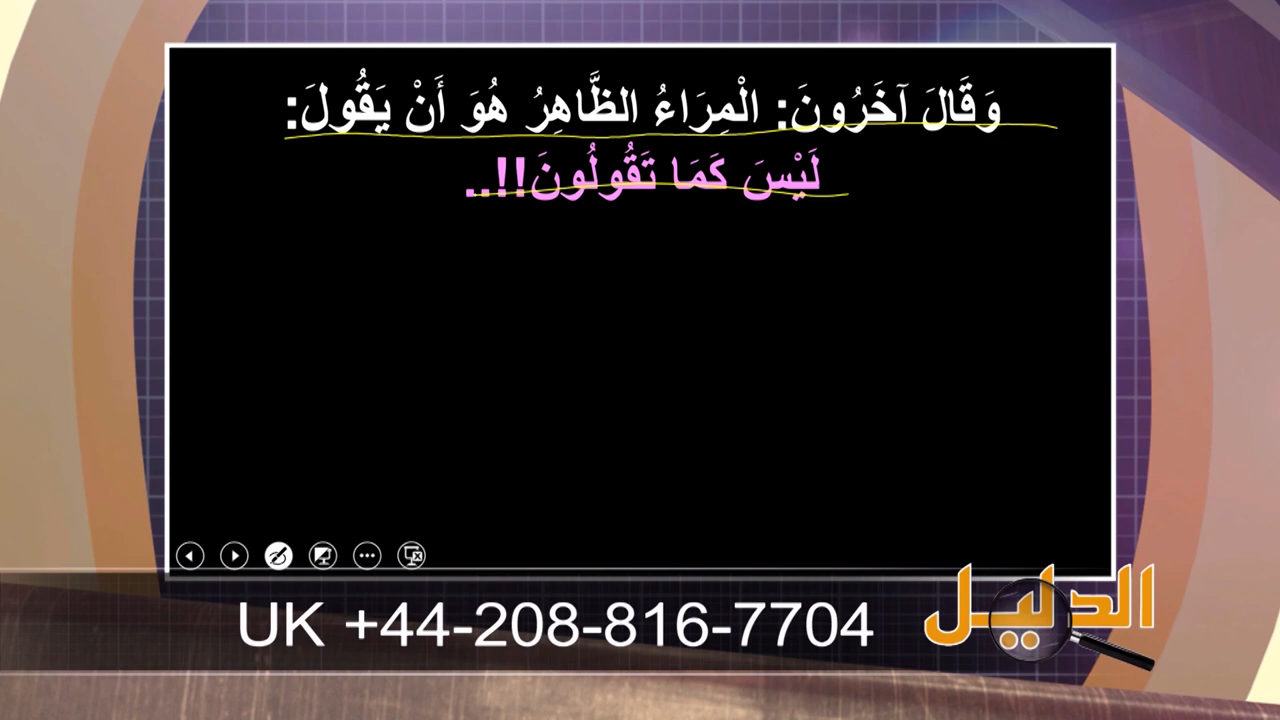 وَقَالَ آخَرُونَ: الْمِرَاءُ الظَّاهِرُ هُوَ أَنْ يَقُولَ:
لَيْسَ كَمَا تَقُولُونَ!!..
UK +44-208-816-7704
الدليل